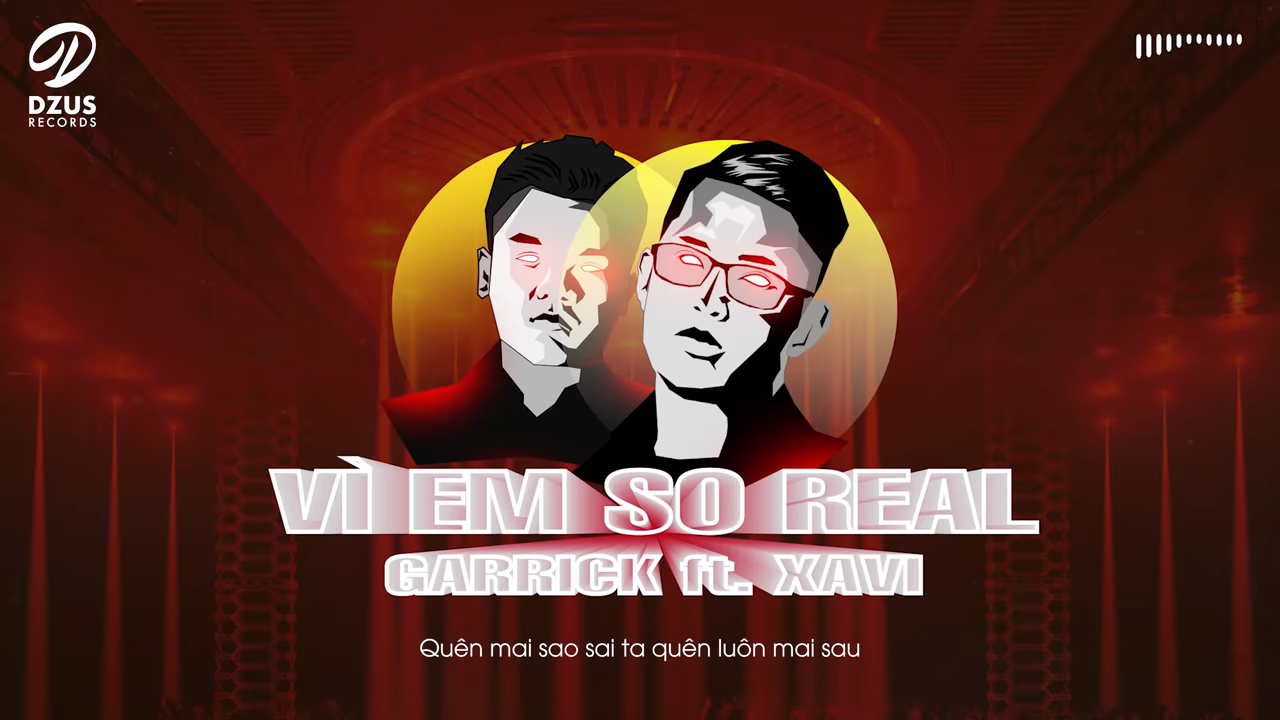 DZUS
RECORDS
VÌ EM SO REAL
GARRICK ft. XAVI
Quên mai sao sai ta quên luôn mai sau